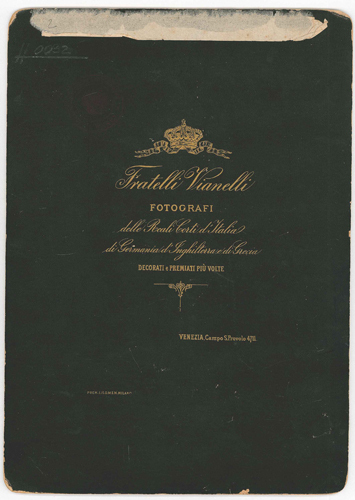 Fratelli Vianelli
FOTOGRAFI
delle Reali Corti d'Italia
di Germania d'Inghilterra e di Grecia
DECORATI e PREMIATI PIÙ VOLTE
VENEZIA, Campo S. Provolo 4711